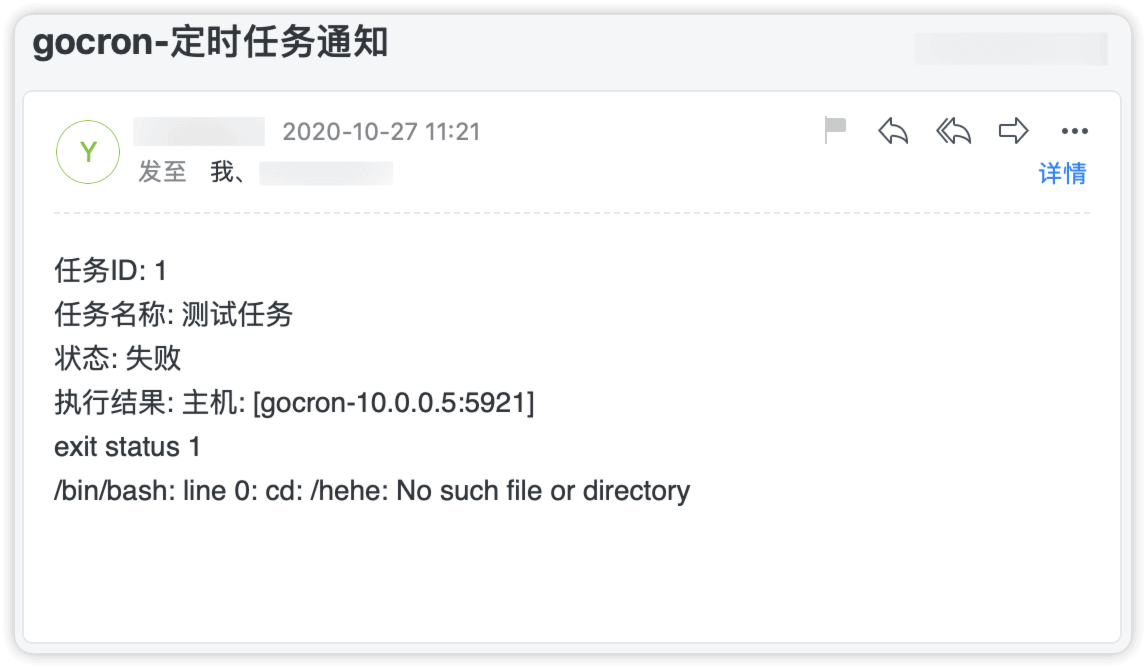 gocron-定时任务通知
Y
2020-10-27 11:21
发至 我、
详情
任务ID: 1
任务名称: 测试任务
状态: 失败
执行结果: 主机: [gocron-10.0.0.5:5921]
exit status 1
/bin/bash: line 0: cd: /hehe: No such file or directory